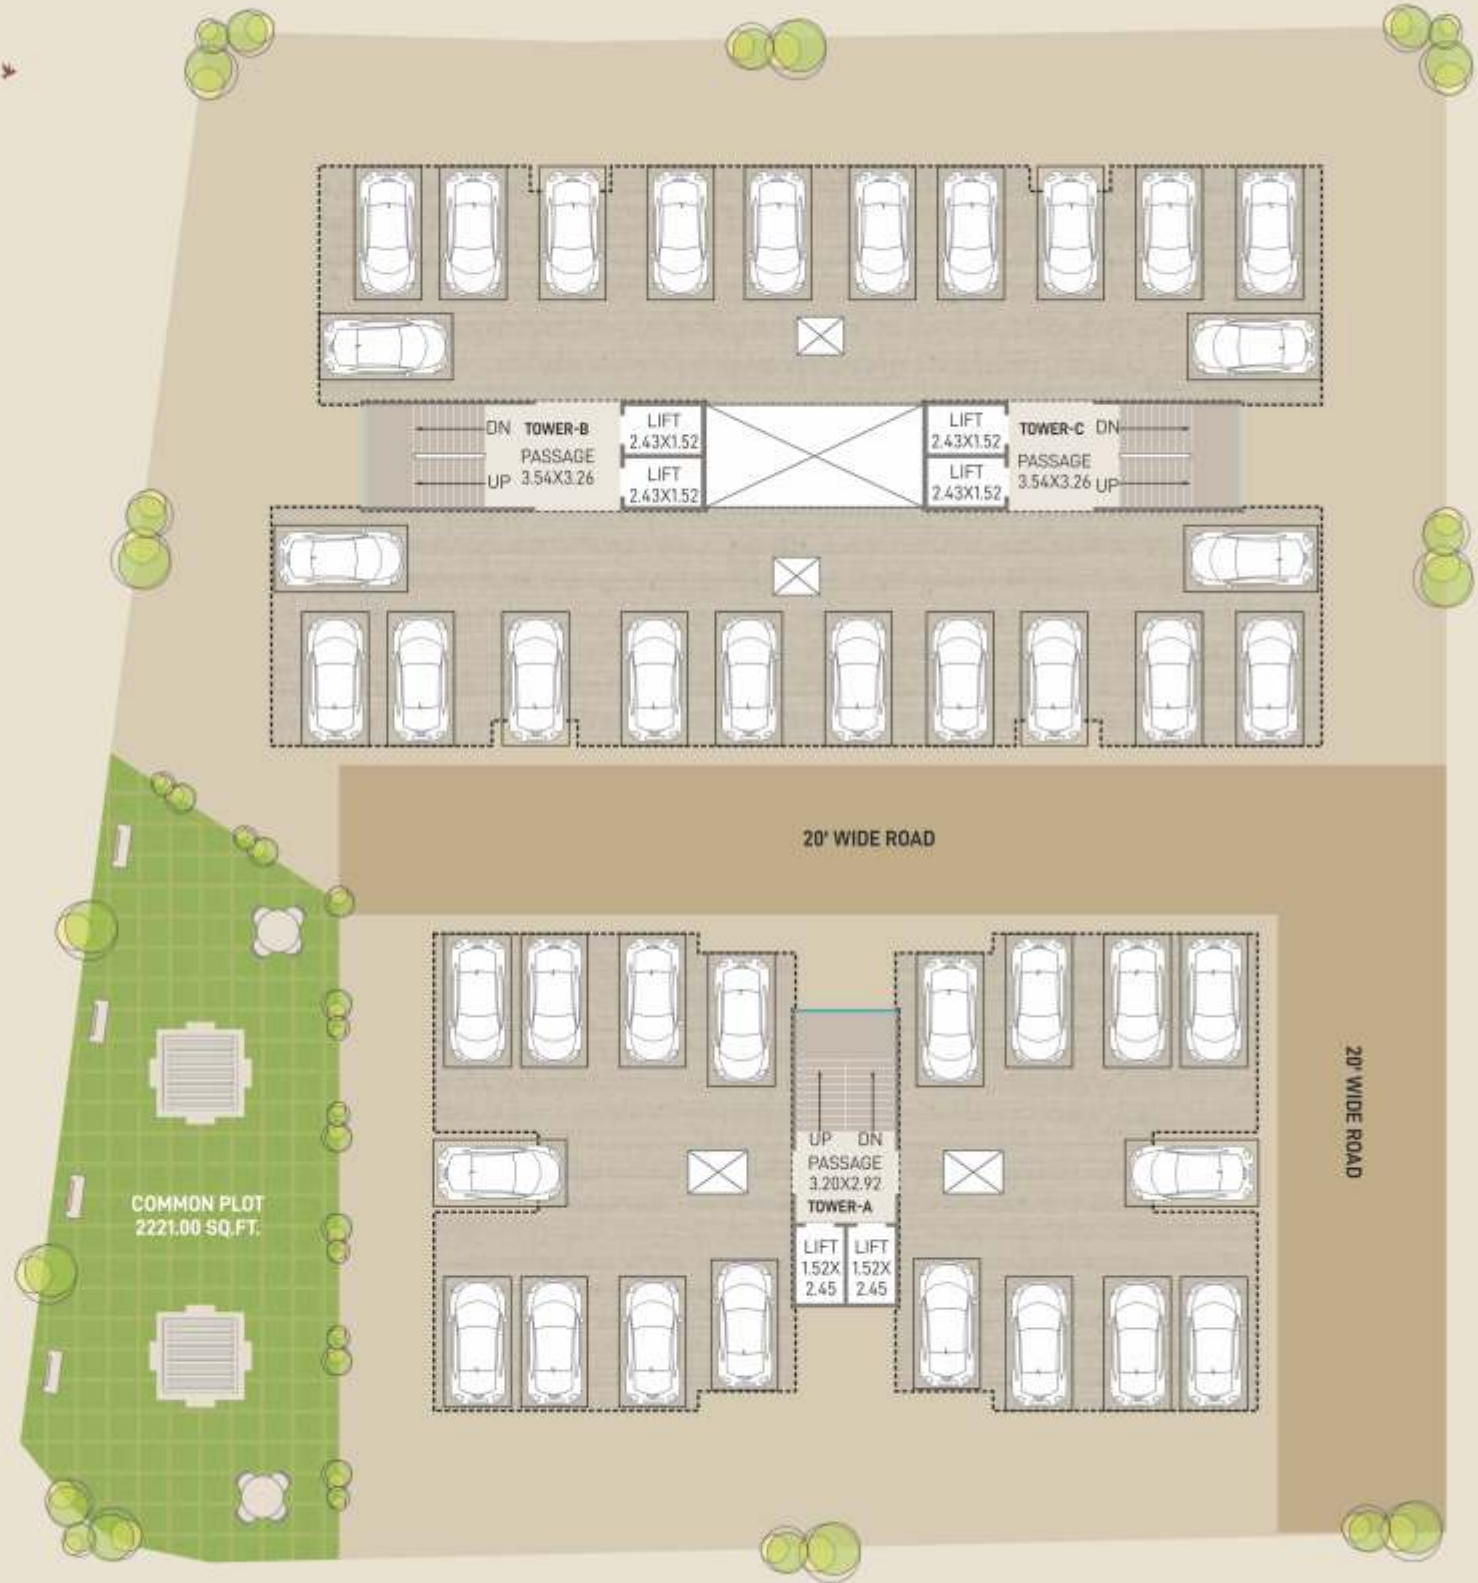 DN TOWER-B
PASSAGE
UP 3.54X3.26
LIFT
2.43X1.52
LIFT
2.43X1.52
LIFT
2.43X1.52
LIFT
2.43X1.52
TOWER-C DN
PASSAGE
3.54X3.26 UP
20' WIDE ROAD
20' WIDE ROAD
UP DN
PASSAGE
3.20X2.92
TOWER-A
LIFT
1.52X
2.45
LIFT
1.52X
2.45
COMMON PLOT
2221.00 SQ.FT.